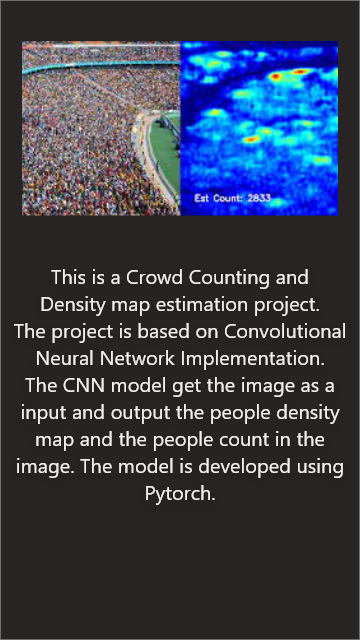 Est Count: 2833
This is a Crowd Counting and
Density map estimation project.
The project is based on Convolutional
Neural Network Implementation.
The CNN model get the image as a
input and output the people density
map and the people count in the
image. The model is developed using
Pytorch.